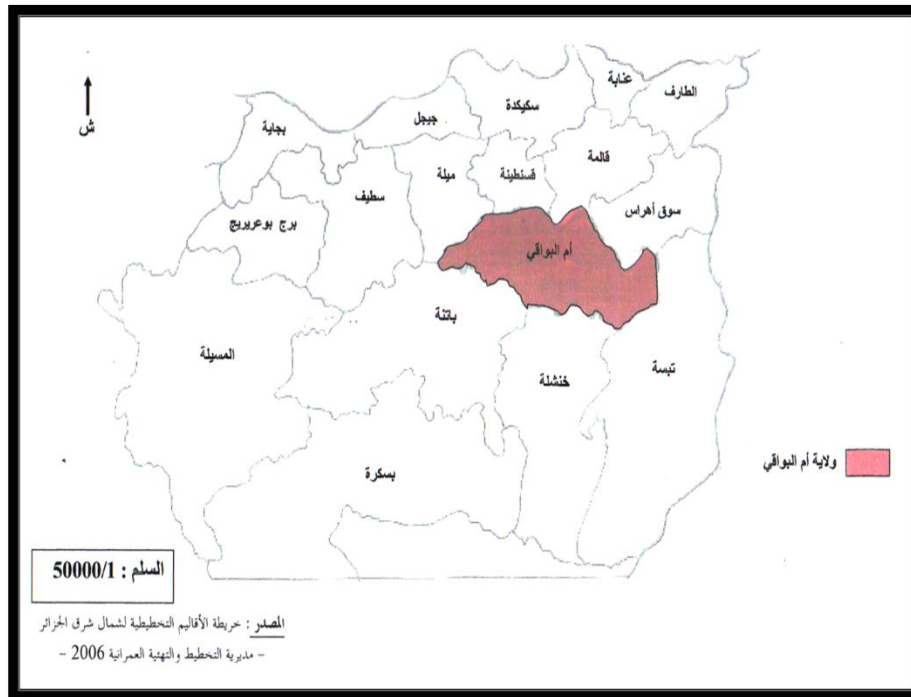 عنابة
الطارف
سكيكدة
جيجل
بجاية
ش
قالمة
قسنطينة
ميلة
سطيف
سوق أهراس
برج بوعريريج
أم البواقي
باتنة
المسيلة
خنشلة
تبسة
بسكرة
ولاية أم البواقي
السلم : 50000/1
المصدر : خريطة الأقاليم التخطيطية لشمال شرق الجزائر
- مديرية التخطيط والتهيئة العمرانية 2006 -